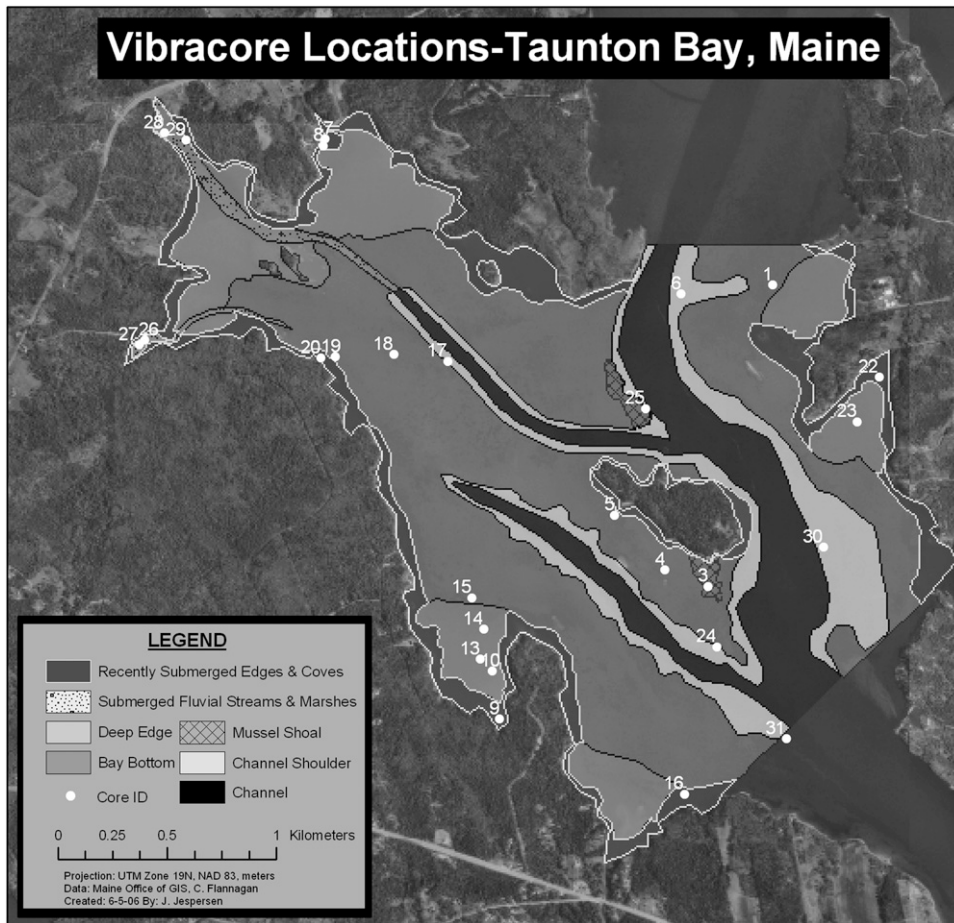 Vibracore Locations-Taunton Bay, Maine
28
29
7
8
6
1
27
26
20
19
18
17
25
22
23
5
4
3
30
15
14
13
10
24
9
31
16
LEGEND
Recently Submerged Edges & Coves
Submerged Fluvial Streams & Marshes
Deep Edge
Mussel Shoal
Bay Bottom
Channel Shoulder
Core ID
Channel
0 0.25 0.5 1 Kilometers
Projection: UTM Zone 19N, NAD 83, meters
Data: Maine Office of GIS, C. Flannagan
Created: 6-5-06 By: J. Jespersen